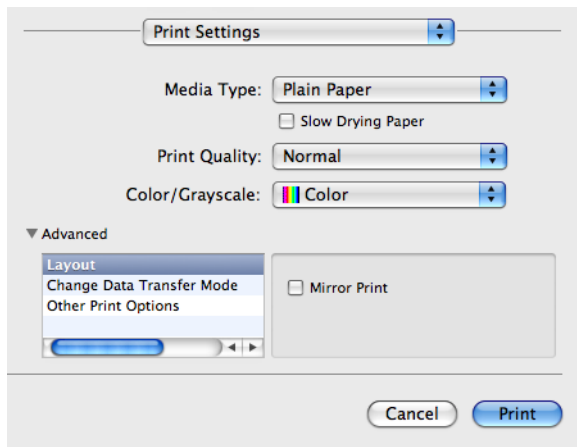 Print Settings
Media Type: Plain Paper
Slow Drying Paper
Print Quality: Normal
Color/Grayscale: Color
Advanced
Layout
Change Data Transfer Mode
Other Print Options
Mirror Print
Cancel Print